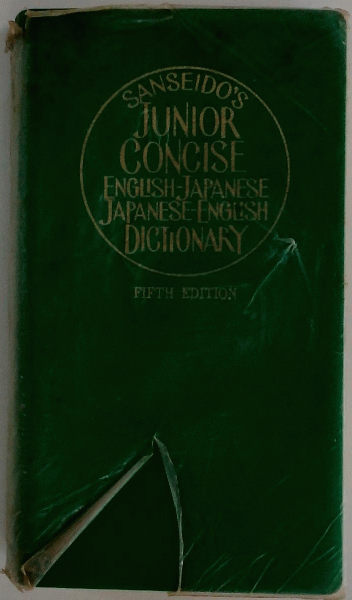 SANSEIDO'S
JUNIOR
CONCISE
ENGLISH-JAPANESE
JAPANESE-ENGLISH
DICTIONARY
FIFTH EDITION